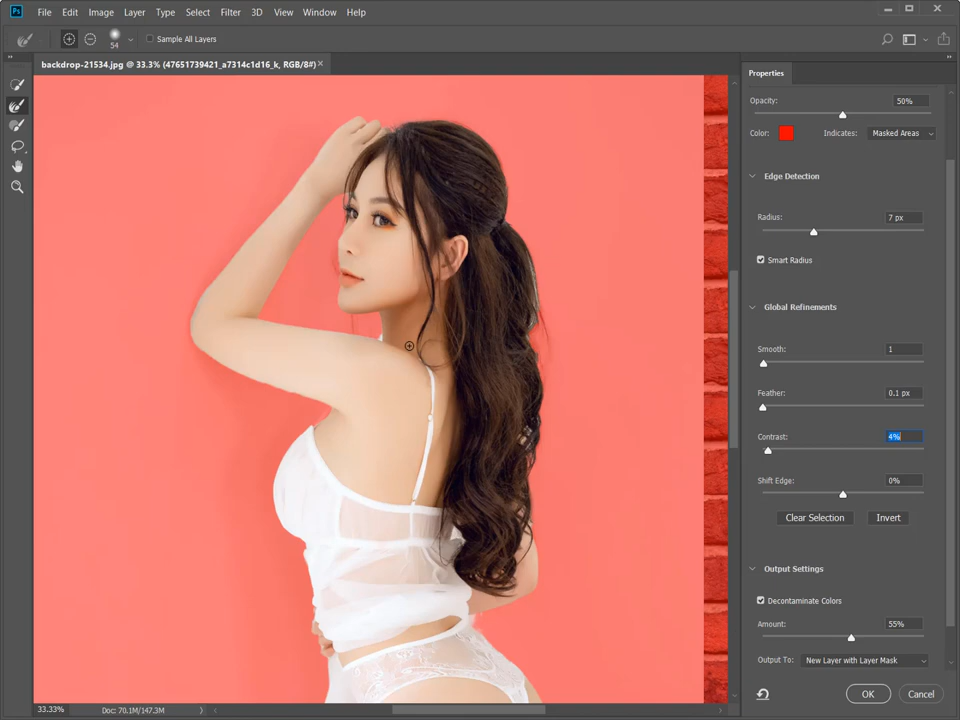 Ps File Edit Image Layer Type Select Filter 3D View Window Help
54 Sample All Layers
backdrop-21534.jpg @ 33.3% (47651739421_a7314c1d16_k, RGB/8#)
Properties
Opacity: 50%
Color: Indicates: Masked Areas
Edge Detection
Radius: 7 px
Smart Radius
Global Refinements
Smooth: 1
Feather: 0.1 px
Contrast: 4%
Shift Edge: 0%
Clear Selection Invert
Output Settings
Decontaminate Colors
Amount: 55%
Output To: New Layer with Layer Mask
OK Cancel
33.33% Doc: 70.1M/147.3M